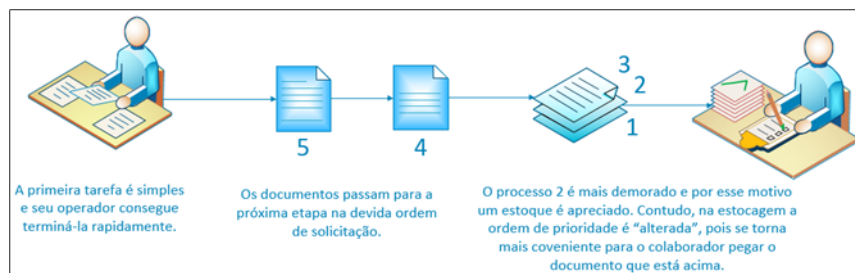 3
2
1
5
4
A primeira tarefa é simples
e seu operador consegue
terminá-la rapidamente.
Os documentos passam para a
próxima etapa na devida ordem
de solicitação.
O processo 2 é mais demorado e por esse motivo
um estoque é apreciado. Contudo, na estocagem a
ordem de prioridade é “alterada”, pois se torna
mais coveniente para o colaborador pegar o
documento que está acima.